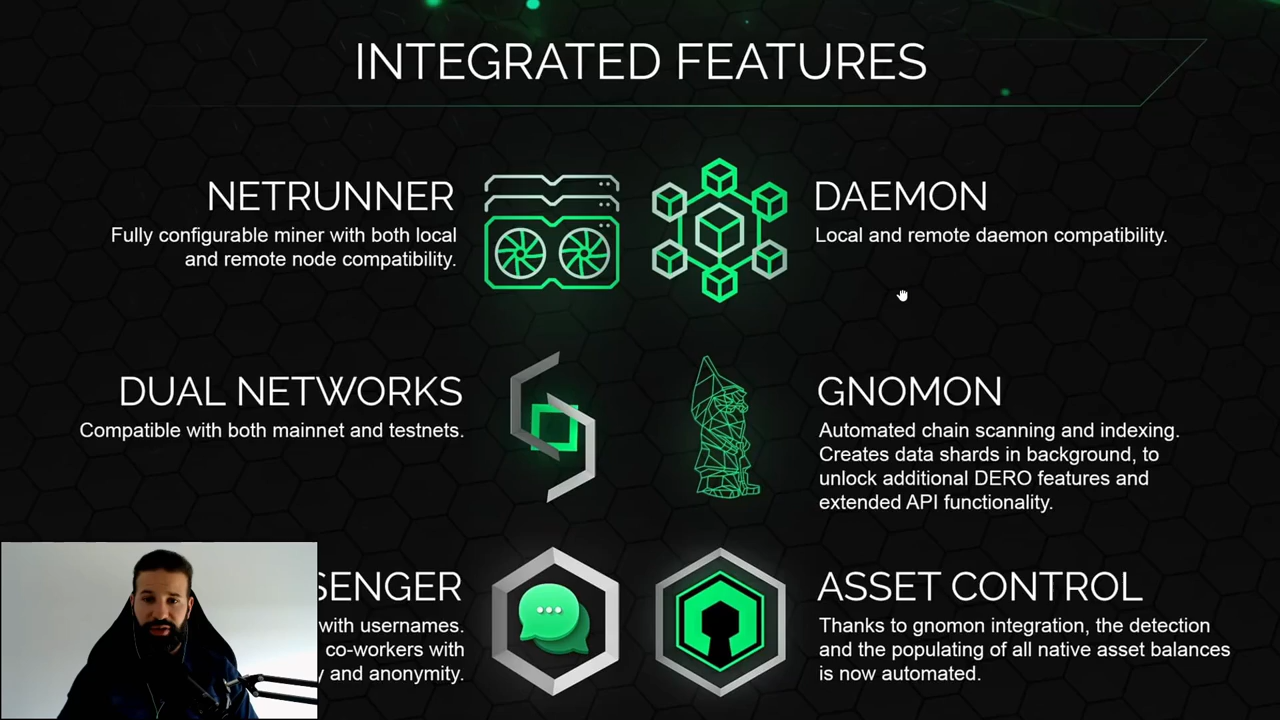 INTEGRATED FEATURES
NETRUNNER
Fully configurable miner with both local
and remote node compatibility.
DAEMON
Local and remote daemon compatibility.
DUAL NETWORKS
Compatible with both mainnet and testnets.
GNOMON
Automated chain scanning and indexing.
Creates data shards in background, to
unlock additional DERO features and
extended API functionality.
SENGER
with usernames.
co-workers with
and anonymity.
ASSET CONTROL
Thanks to gnomon integration, the detection
and the populating of all native asset balances
is now automated.